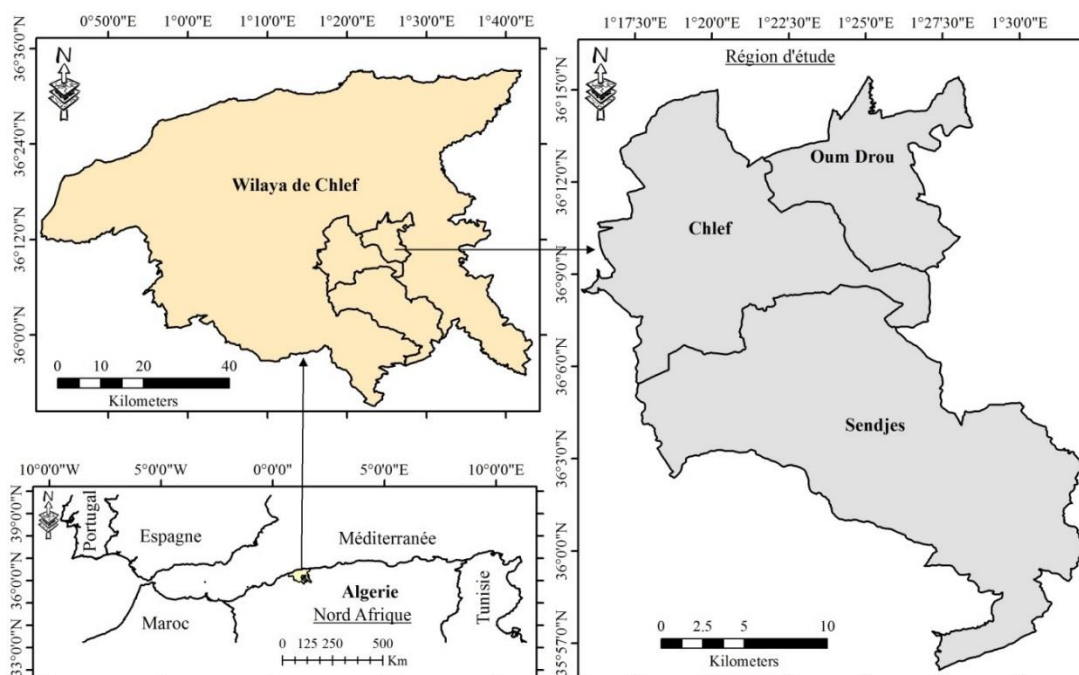 0°50'0"E 1°0'0"E 1°10'0"E 1°20'0"E 1°30'0"E 1°40'0"E
36°36'0"N
36°24'0"N
36°12'0"N
36°0'0"N
N
Wilaya de Chlef
0 10 20 40
Kilometers
1°17'30"E 1°20'0"E 1°22'30"E 1°25'0"E 1°27'30"E 1°30'0"E
36°15'0"N
36°12'0"N
36°9'0"N
36°6'0"N
36°3'0"N
36°0'0"N
35°57'0"N
N
Région d'étude
Oum Drou
Chlef
Sendjes
0 2.5 5 10
Kilometers
10°00'0"W 5°00'0"W 0°00'0" 5°00'0"E 10°00'0"E
39°0'0"N
36°0'0"N
33°0'0"N
N
Portugal
Espagne
Méditerranée
Algerie
Nord Afrique
Maroc
Tunisie
0 125 250 500
Km